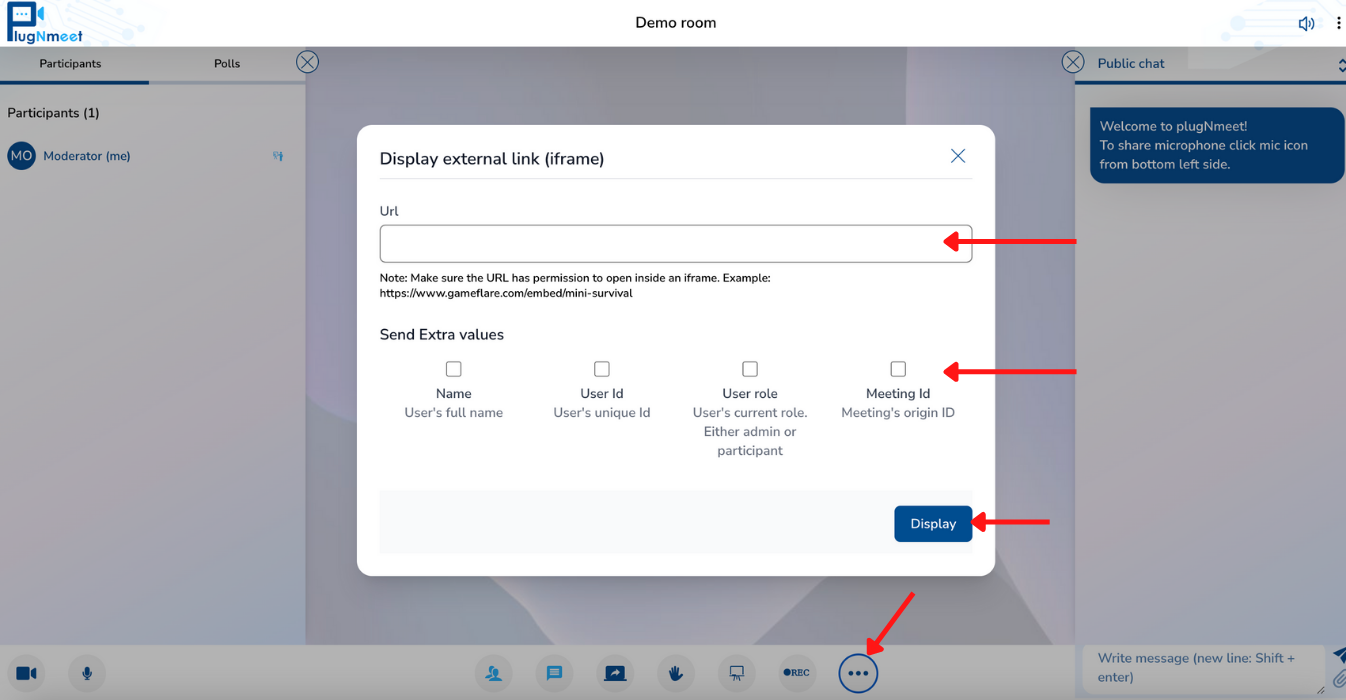 PlugNmeet
Demo room
Participants
Polls
Participants (1)
MO
Moderator (me)
Public chat
Welcome to plugNmeet!
To share microphone click mic icon
from bottom left side.
Display external link (iframe)
Url
Note: Make sure the URL has permission to open inside an iframe. Example:
https://www.gameflare.com/embed/mini-survival
Send Extra values
Name
User's full name
User Id
User's unique Id
User role
User's current role.
Either admin or
participant
Meeting Id
Meeting's origin ID
Display
REC
Write message (new line: Shift +
enter)